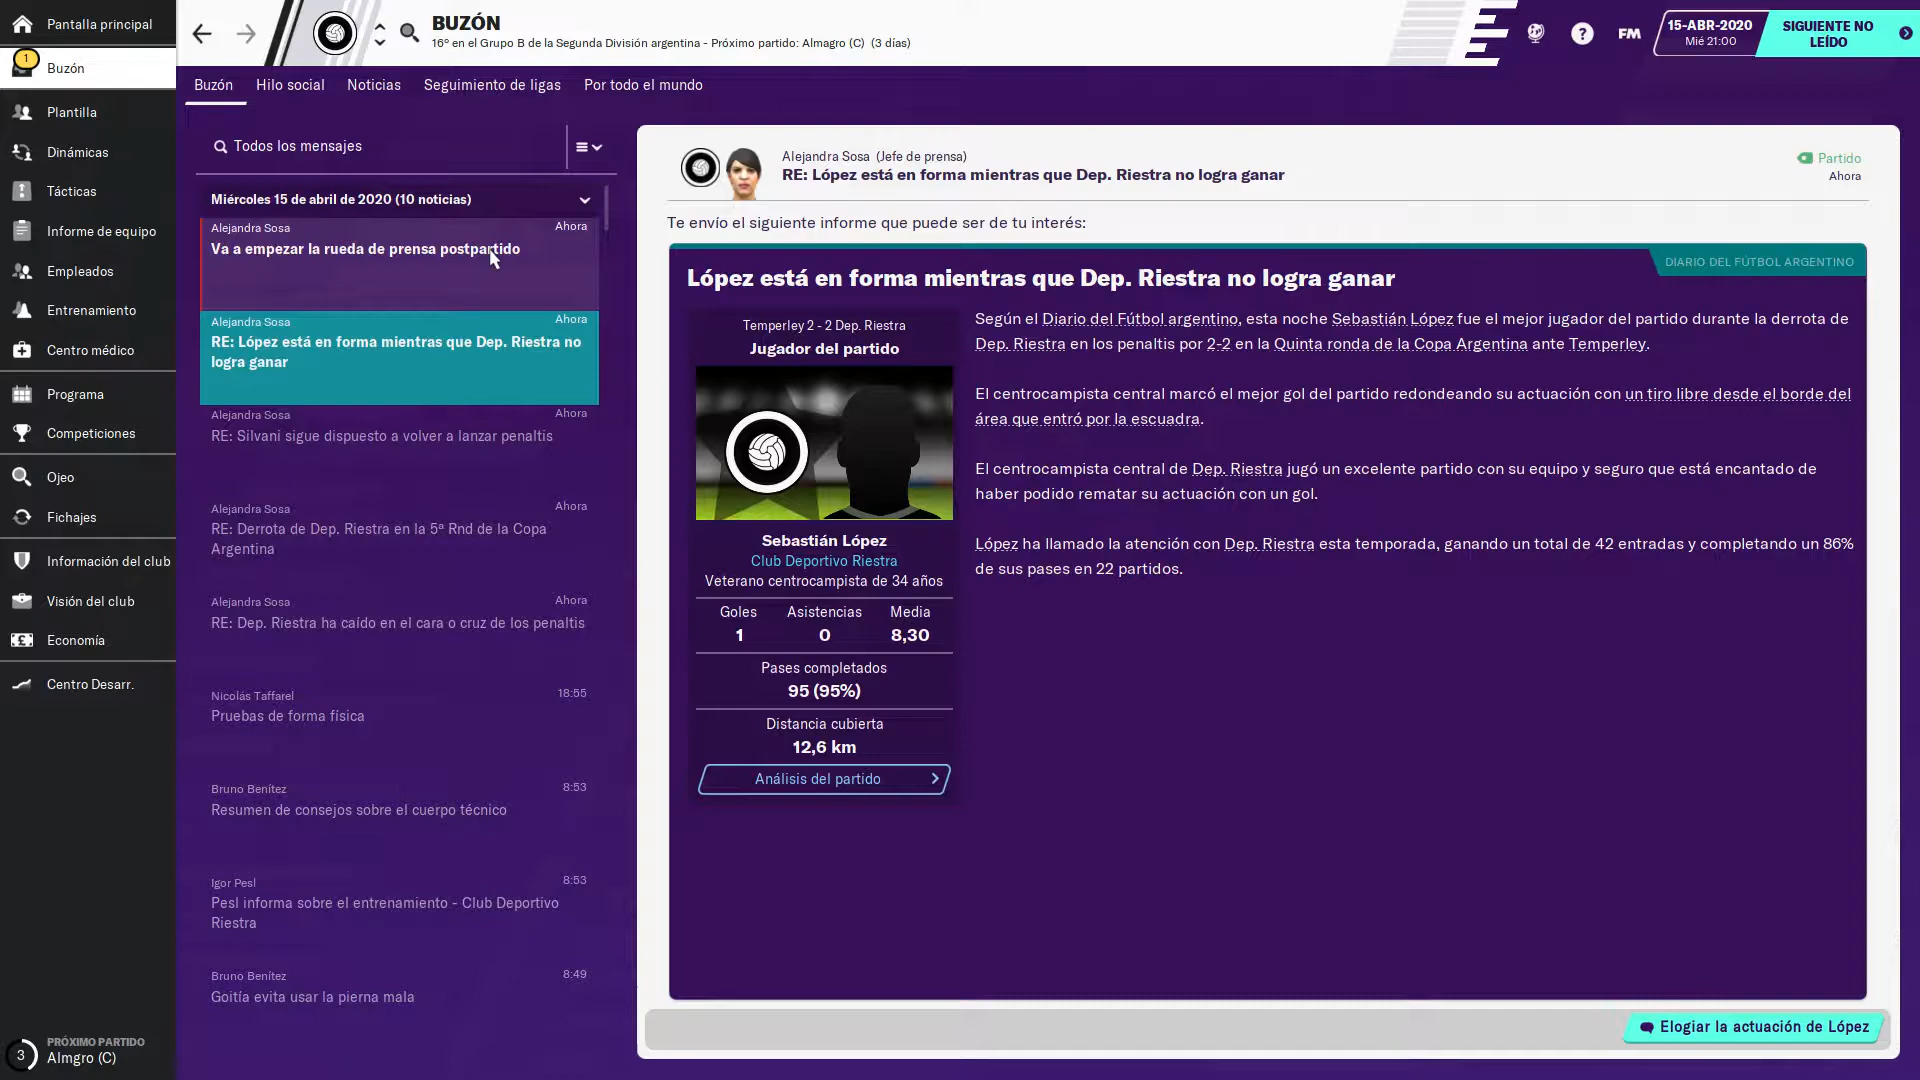 Pantalla principal
1
Buzón
Plantilla
Dinámicas
Tácticas
Informe de equipo
Empleados
Entrenamiento
Centro médico
Programa
Competiciones
Ojeo
Fichajes
Información del club
Visión del club
Economía
Centro Desarr.
3
PRÓXIMO PARTIDO
Almgro (C)
BUZÓN
16º en el Grupo B de la Segunda División argentina - Próximo partido: Almagro (C) (3 días)
?
FM
15-ABR-2020
Mié 21:00
SIGUIENTE NO
LEÍDO
Buzón
Hilo social
Noticias
Seguimiento de ligas
Por todo el mundo
Todos los mensajes
Miércoles 15 de abril de 2020 (10 noticias)
Alejandra Sosa
Ahora
Va a empezar la rueda de prensa postpartido
Alejandra Sosa
Ahora
RE: López está en forma mientras que Dep. Riestra no
logra ganar
Alejandra Sosa
Ahora
RE: Silvani sigue dispuesto a volver a lanzar penaltis
Alejandra Sosa
Ahora
RE: Derrota de Dep. Riestra en la 5ª Rnd de la Copa
Argentina
Alejandra Sosa
Ahora
RE: Dep. Riestra ha caído en el cara o cruz de los penaltis
Nicolás Taffarel
18:55
Pruebas de forma física
Bruno Benítez
8:53
Resumen de consejos sobre el cuerpo técnico
Igor Pesl
8:53
Pesl informa sobre el entrenamiento - Club Deportivo
Riestra
Bruno Benítez
8:49
Goitía evita usar la pierna mala
Alejandra Sosa (Jefe de prensa)
RE: López está en forma mientras que Dep. Riestra no logra ganar
Partido
Ahora
Te envío el siguiente informe que puede ser de tu interés:
DIARIO DEL FÚTBOL ARGENTINO
López está en forma mientras que Dep. Riestra no logra ganar
Temperley 2 - 2 Dep. Riestra
Jugador del partido
Sebastián López
Club Deportivo Riestra
Veterano centrocampista de 34 años
Goles Asistencias Media
1 0 8,30
Pases completados
95 (95%)
Distancia cubierta
12,6 km
Análisis del partido
Según el Diario del Fútbol argentino, esta noche Sebastián López fue el mejor jugador del partido durante la derrota de
Dep. Riestra en los penaltis por 2-2 en la Quinta ronda de la Copa Argentina ante Temperley.
El centrocampista central marcó el mejor gol del partido redondeando su actuación con un tiro libre desde el borde del
área que entró por la escuadra.
El centrocampista central de Dep. Riestra jugó un excelente partido con su equipo y seguro que está encantado de
haber podido rematar su actuación con un gol.
López ha llamado la atención con Dep. Riestra esta temporada, ganando un total de 42 entradas y completando un 86%
de sus pases en 22 partidos.
Elogiar la actuación de López